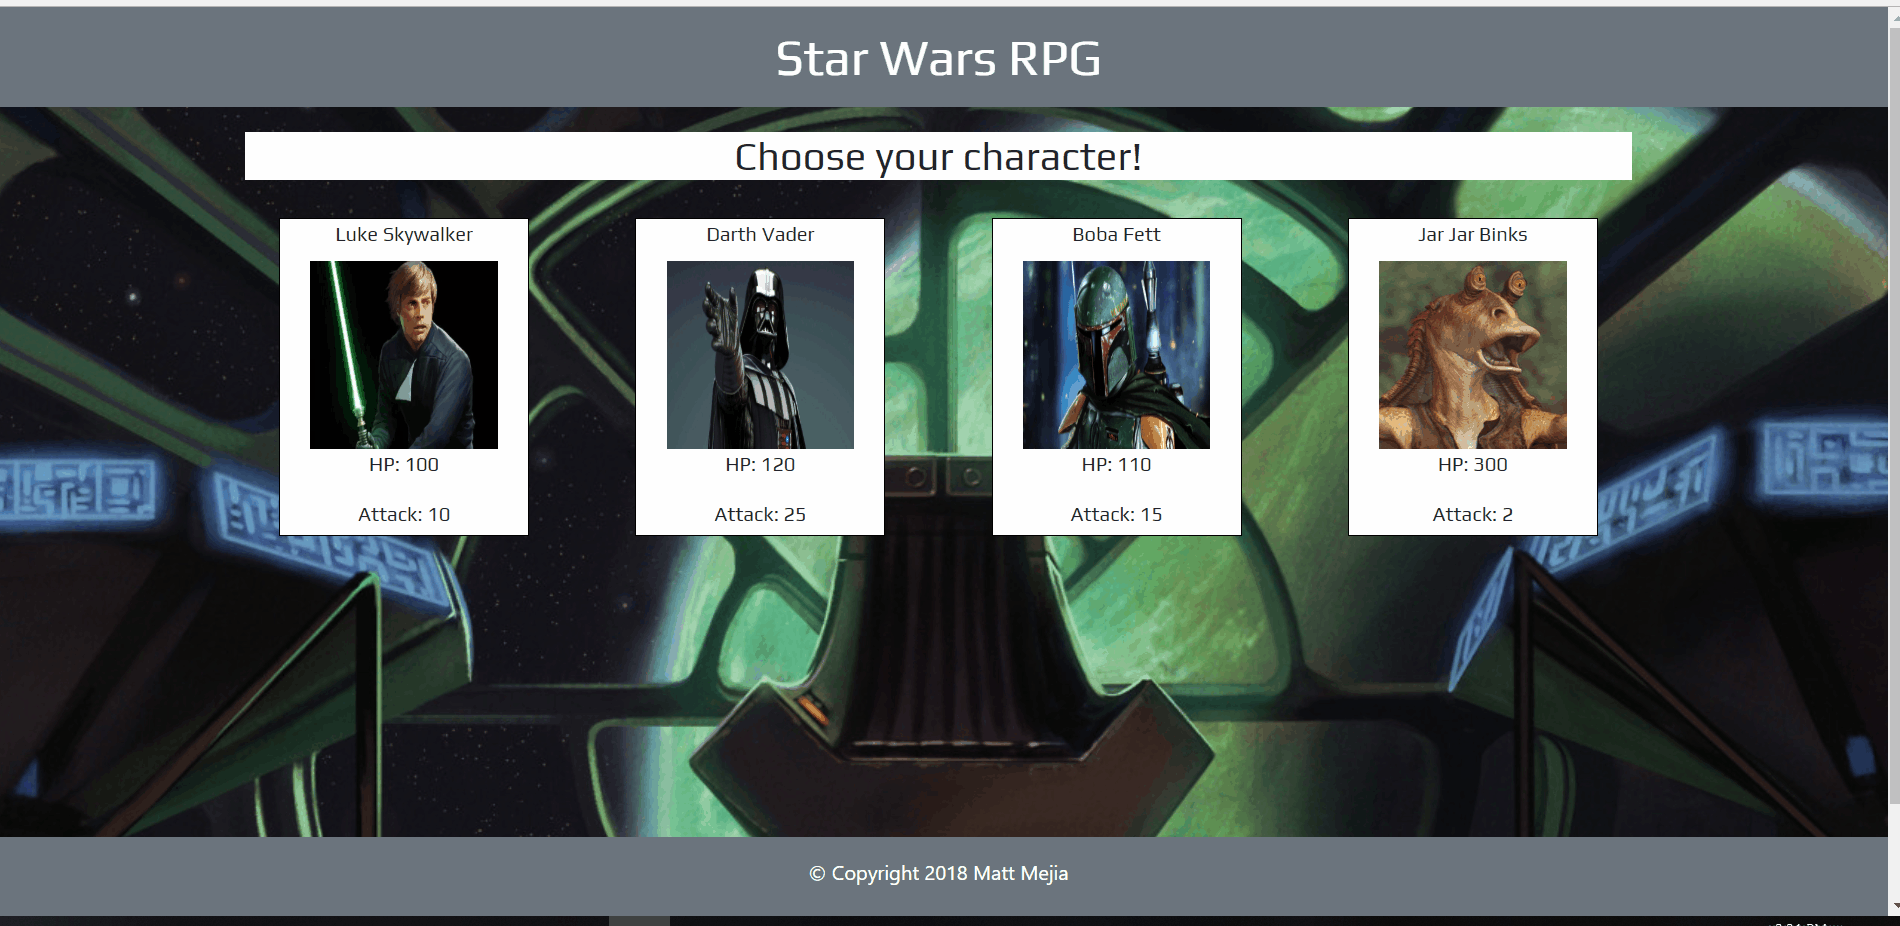 Star Wars RPG
Choose your character!
Luke Skywalker
HP: 100
Attack: 10
Darth Vader
HP: 120
Attack: 25
Boba Fett
HP: 110
Attack: 15
Jar Jar Binks
HP: 300
Attack: 2
© Copyright 2018 Matt Mejia